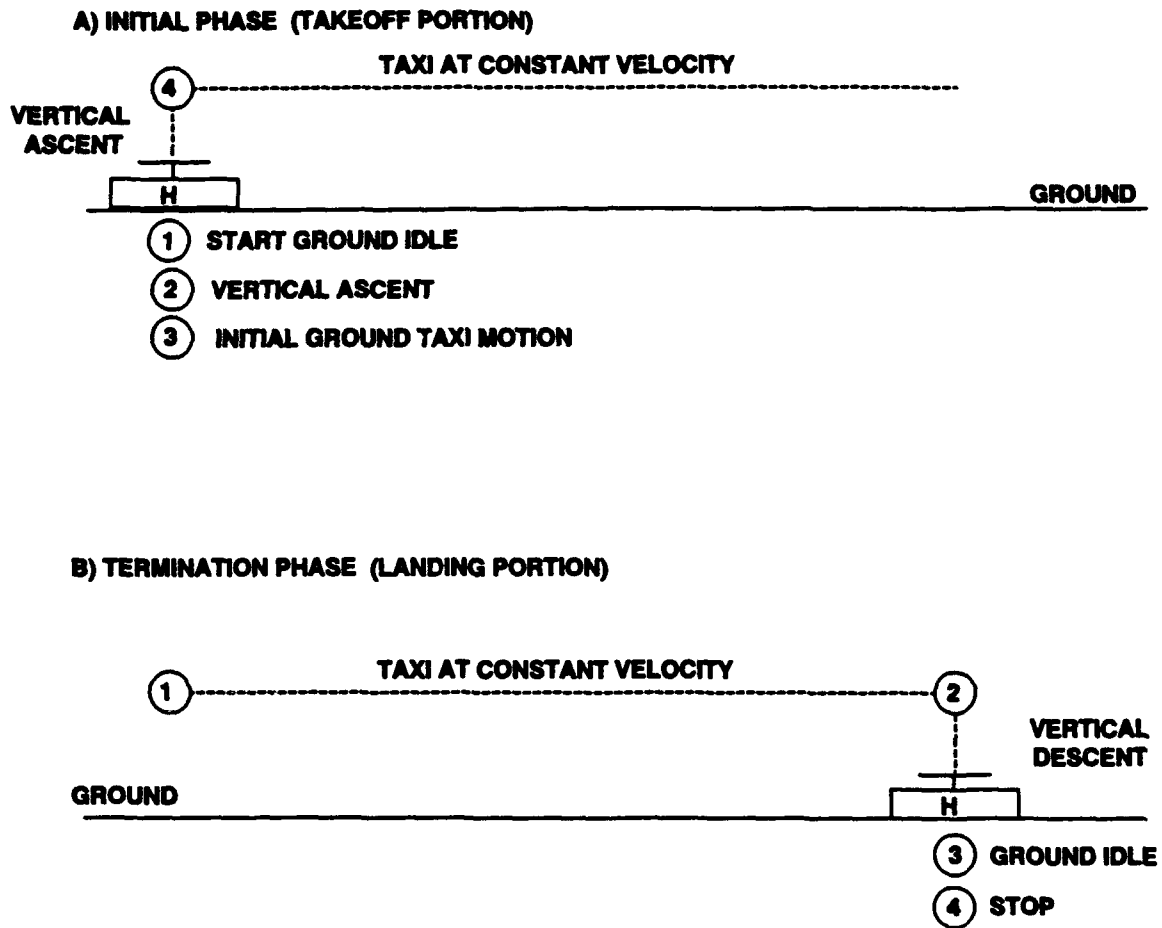 A) INITIAL PHASE (TAKEOFF PORTION)
TAXI AT CONSTANT VELOCITY
4
VERTICAL
ASCENT
H
GROUND
1 START GROUND IDLE
2 VERTICAL ASCENT
3 INITIAL GROUND TAXI MOTION
B) TERMINATION PHASE (LANDING PORTION)
TAXI AT CONSTANT VELOCITY
1
2
VERTICAL
DESCENT
GROUND
H
3 GROUND IDLE
4 STOP